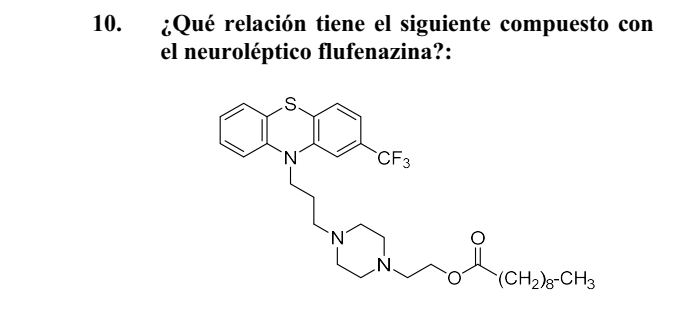 10. ¿Qué relación tiene el siguiente compuesto con
el neuroléptico flufenazina?:
S
N
CF₃
N
N
O
O
(CH₂)₈-CH₃